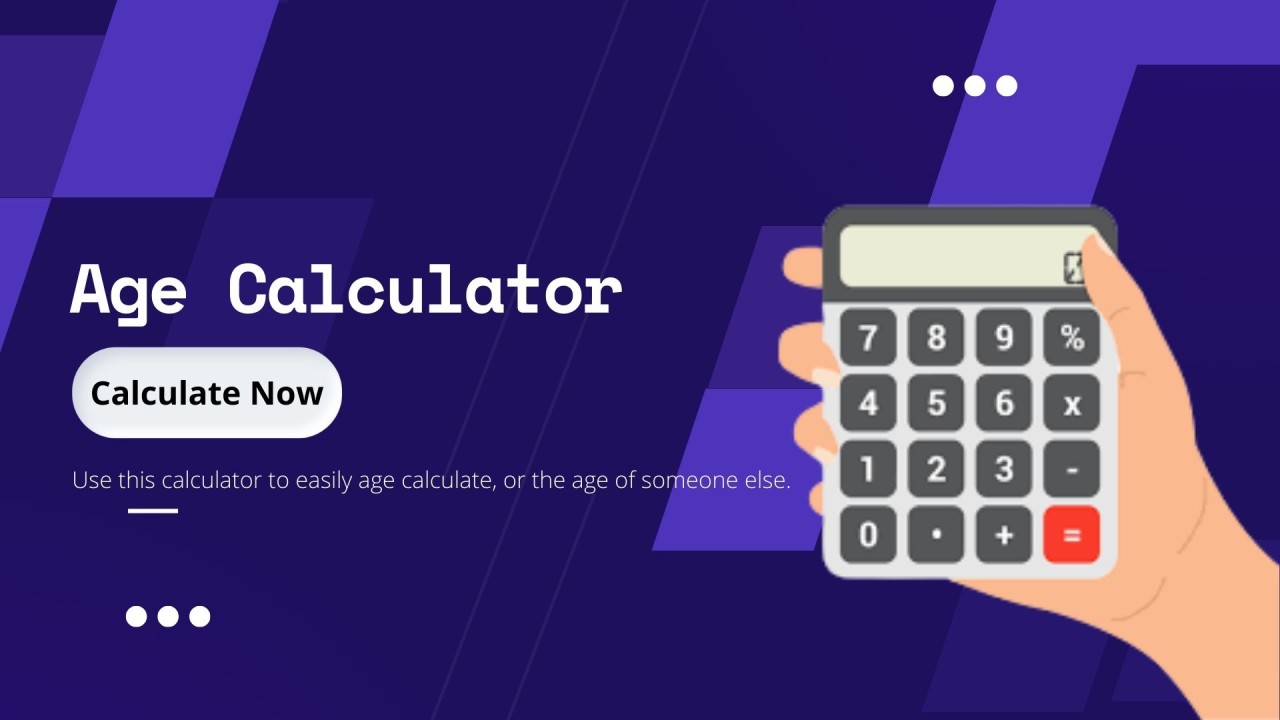 Age Calculator
Calculate Now
Use this calculator to easily age calculate, or the age of someone else.
7 8 9 %
4 5 6 x
1 2 3 -
0 • + =